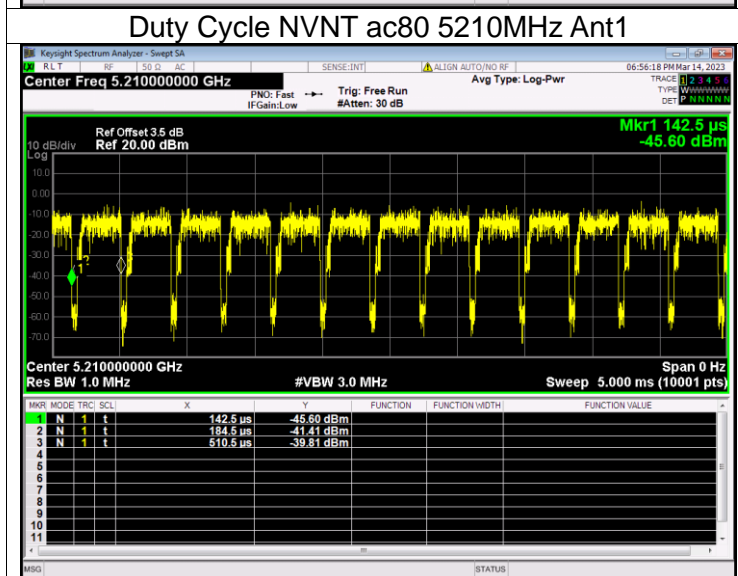 Duty Cycle NVNT ac80 5210MHz Ant1
Keysight Spectrum Analyzer - Swept SA
RLT RF 50 Ω AC SENSE:INT ALIGN AUTO/NO RF 06:56:18 PM Mar 14, 2023
Center Freq 5.210000000 GHz Avg Type: Log-Pwr TRACE 1 2 3 4 5 6
PNO: Fast Trig: Free Run TYPE WWWWWW
IFGain:Low #Atten: 30 dB DET P NNNNN
Mkr1 142.5 µs
-45.60 dBm
Ref Offset 3.5 dB
10 dB/div Ref 20.00 dBm
Log
10.0
0.00
-10.0
-20.0
-30.0
-40.0
-50.0
-60.0
-70.0
1 2
3
Center 5.210000000 GHz Span 0 Hz
Res BW 1.0 MHz #VBW 3.0 MHz Sweep 5.000 ms (10001 pts)
MKR MODE TRC SCL X Y FUNCTION FUNCTION WIDTH FUNCTION VALUE
1 N 1 t 142.5 µs -45.60 dBm
2 N 1 t 184.5 µs -41.41 dBm
3 N 1 t 510.5 µs -39.81 dBm
4
5
6
7
8
9
10
11
MSG STATUS